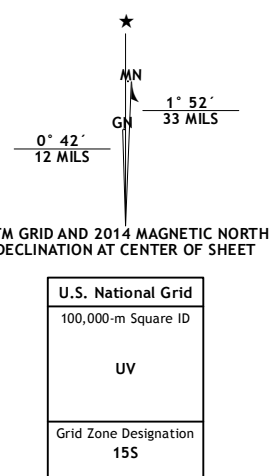 ★
MN
1° 52´
33 MILS
GN
0° 42´
12 MILS
TM GRID AND 2014 MAGNETIC NORTH
DECLINATION AT CENTER OF SHEET
U.S. National Grid
100,000-m Square ID
UV
Grid Zone Designation
15S